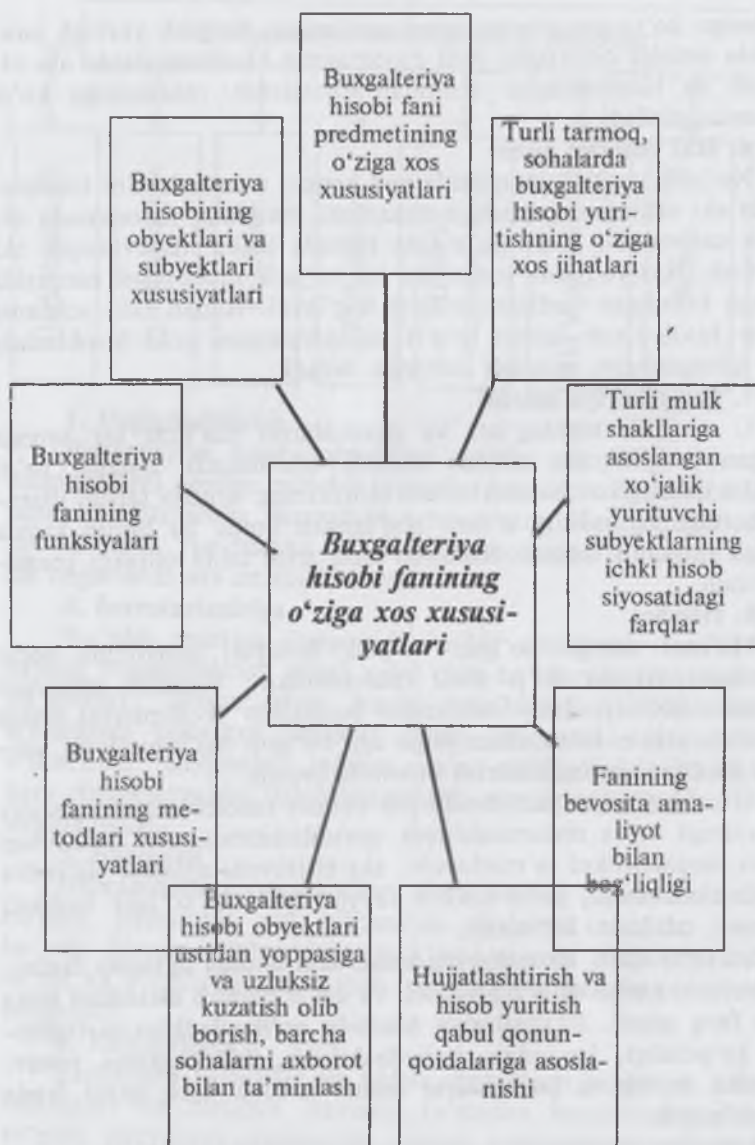 Buxgalteriya
hisobi fani
predmetining
o‘ziga xos
xususiyatlari
Buxgalteriya
hisobining
obyektlari va
subyektlari
xususiyatlari
Turli tarmoq,
sohalarda
buxgalteriya
hisobi yuri-
tishning o‘ziga
xos jihatlari
Buxgalteriya
hisobi
fanining
funksiyalari
Buxgalteriya
hisobi fanining
o‘ziga xos xususi-
yatlari
Turli mulk
shakllariga
asoslangan
xo‘jalik
yurituvchi
subyektlarning
ichki hisob
siyosatidagi
farqlar
Buxgalteriya
hisobi
fanining me-
todlari xususi-
yatlari
Fanining
bevosita ama-
liyot
bilan
bog‘liqligi
Buxgalteriya
hisobi obyektlari
ustidan yoppasiga
va uzluksiz
kuzatish olib
borish, barcha
sohalarni axborot
bilan ta’minlash
Hujjatlashtirish va
hisob yuritish
qabul qonun-
qoidalariga asosla-
nishi